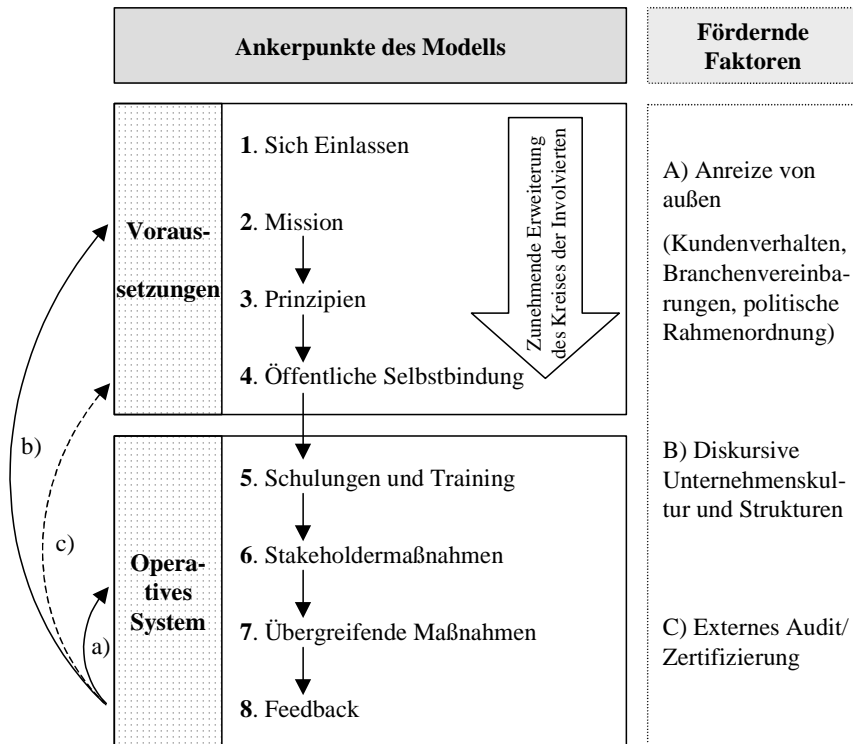 Ankerpunkte des Modells
Fördernde
Faktoren
Voraus-
setzungen
1. Sich Einlassen
2. Mission
3. Prinzipien
4. Öffentliche Selbstbindung
Zunehmende Erweiterung
des Kreises der Involvierten
A) Anreize von
außen
(Kundenverhalten,
Branchenvereinba-
rungen, politische
Rahmenordnung)
b)
c)
a)
Opera-
tives
System
5. Schulungen und Training
6. Stakeholdermaßnahmen
7. Übergreifende Maßnahmen
8. Feedback
B) Diskursive
Unternehmenskul-
tur und Strukturen
C) Externes Audit/
Zertifizierung